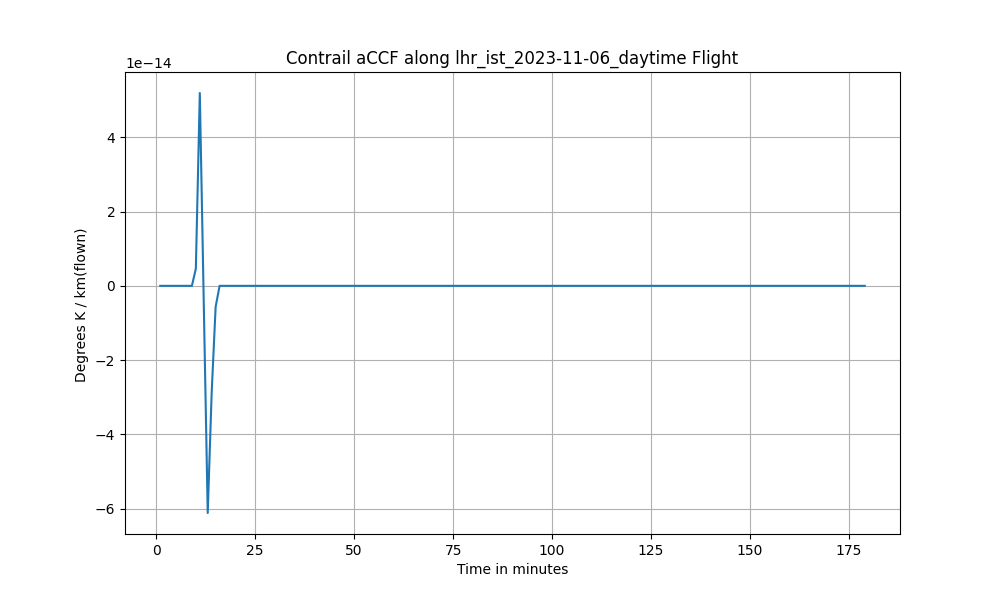 Contrail aCCF along lhr_ist_2023-11-06_daytime Flight
1e−14
4
2
0
−2
−4
−6
Degrees K / km(flown)
0 25 50 75 100 125 150 175
Time in minutes